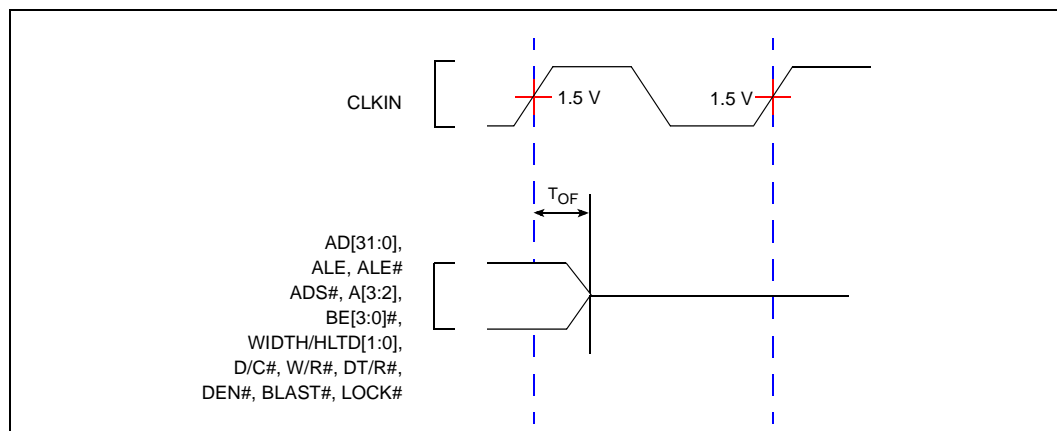 CLKIN
1.5 V
1.5 V
TOF
AD[31:0],
ALE, ALE#
ADS#, A[3:2],
BE[3:0]#,
WIDTH/HLTD[1:0],
D/C#, W/R#, DT/R#,
DEN#, BLAST#, LOCK#